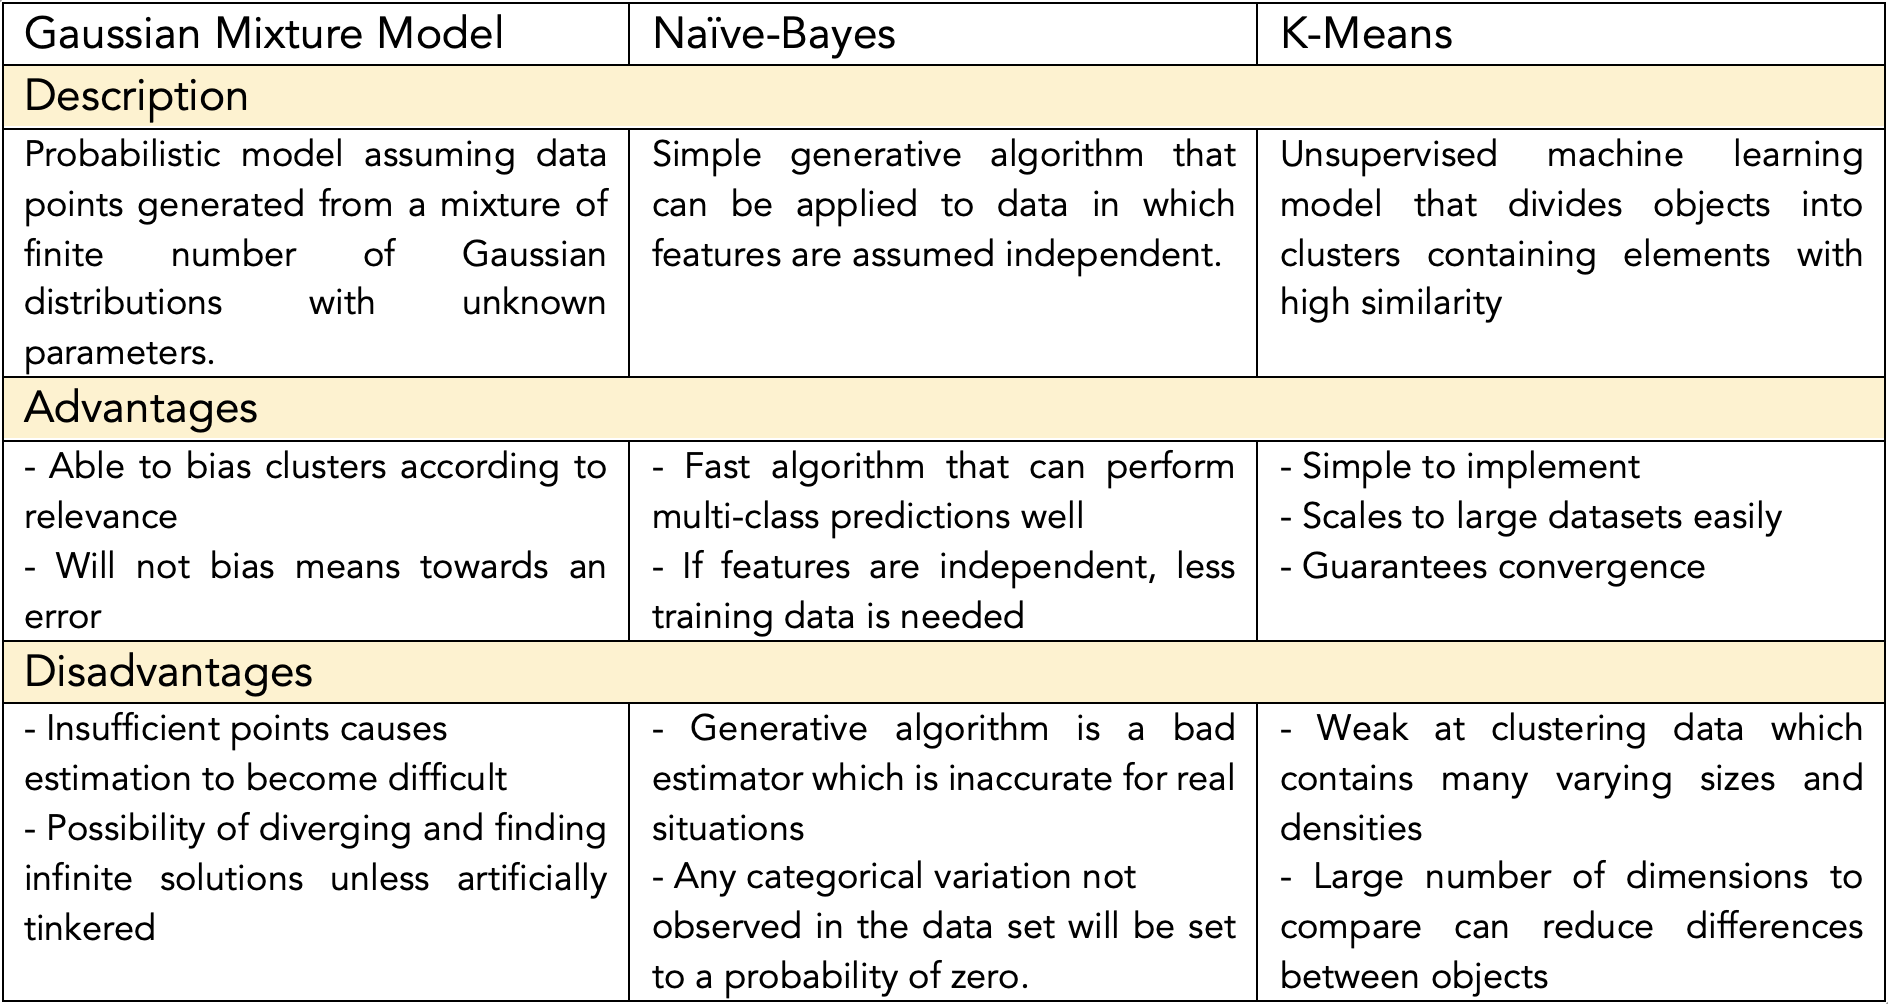 Gaussian Mixture Model
Naïve-Bayes
K-Means
Description
Probabilistic model assuming data
points generated from a mixture of
finite number of Gaussian
distributions with unknown
parameters.
Simple generative algorithm that
can be applied to data in which
features are assumed independent.
Unsupervised machine learning
model that divides objects into
clusters containing elements with
high similarity
Advantages
- Able to bias clusters according to
relevance
- Will not bias means towards an
error
- Fast algorithm that can perform
multi-class predictions well
- If features are independent, less
training data is needed
- Simple to implement
- Scales to large datasets easily
- Guarantees convergence
Disadvantages
- Insufficient points causes
estimation to become difficult
- Possibility of diverging and finding
infinite solutions unless artificially
tinkered
- Generative algorithm is a bad
estimator which is inaccurate for real
situations
- Any categorical variation not
observed in the data set will be set
to a probability of zero.
- Weak at clustering data which
contains many varying sizes and
densities
- Large number of dimensions to
compare can reduce differences
between objects